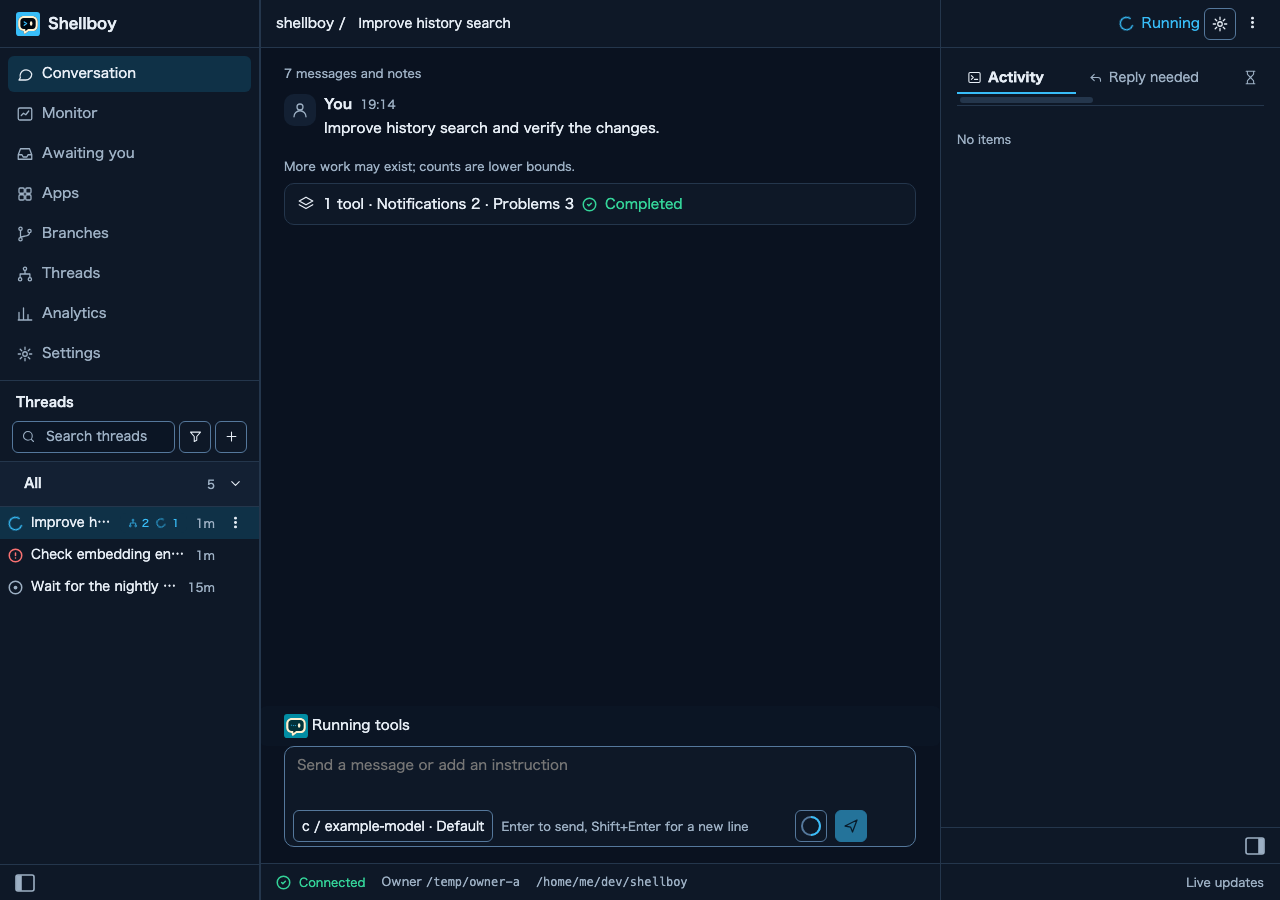 Shellboy
Conversation
Monitor
Awaiting you
Apps
Branches
Threads
Analytics
Settings
Threads
Search threads
All 5
Improve h··· 2 1 1m
Check embedding en··· 1m
Wait for the nightly ··· 15m
shellboy / Improve history search
7 messages and notes
You 19:14
Improve history search and verify the changes.
More work may exist; counts are lower bounds.
1 tool · Notifications 2 · Problems 3 Completed
Running tools
Send a message or add an instruction
c / example-model · Default Enter to send, Shift+Enter for a new line
Connected Owner /temp/owner-a /home/me/dev/shellboy
Running
Activity Reply needed
No items
Live updates